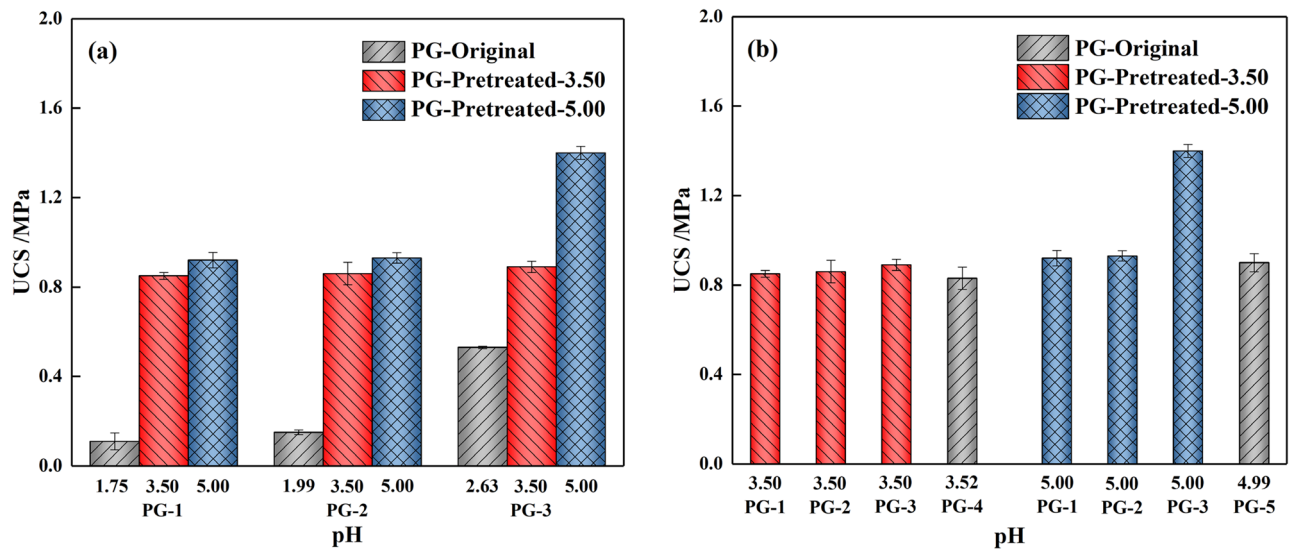 (a)
PG-Original
PG-Pretreated-3.50
PG-Pretreated-5.00
UCS /MPa
2.0
1.6
1.2
0.8
0.4
0.0
1.75 3.50 5.00 1.99 3.50 5.00 2.63 3.50 5.00
PG-1 PG-2 PG-3
pH
(b)
PG-Original
PG-Pretreated-3.50
PG-Pretreated-5.00
UCS /MPa
2.0
1.6
1.2
0.8
0.4
0.0
3.50 3.50 3.50 3.52 5.00 5.00 5.00 4.99
PG-1 PG-2 PG-3 PG-4 PG-1 PG-2 PG-3 PG-5
pH